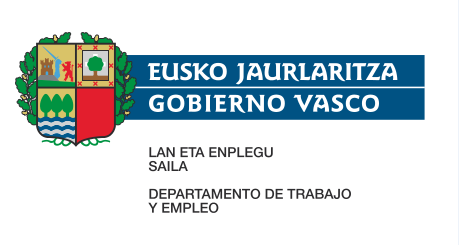 EUSKO JAURLARITZA
GOBIERNO VASCO
LAN ETA ENPLEGU
SAILA
DEPARTAMENTO DE TRABAJO
Y EMPLEO